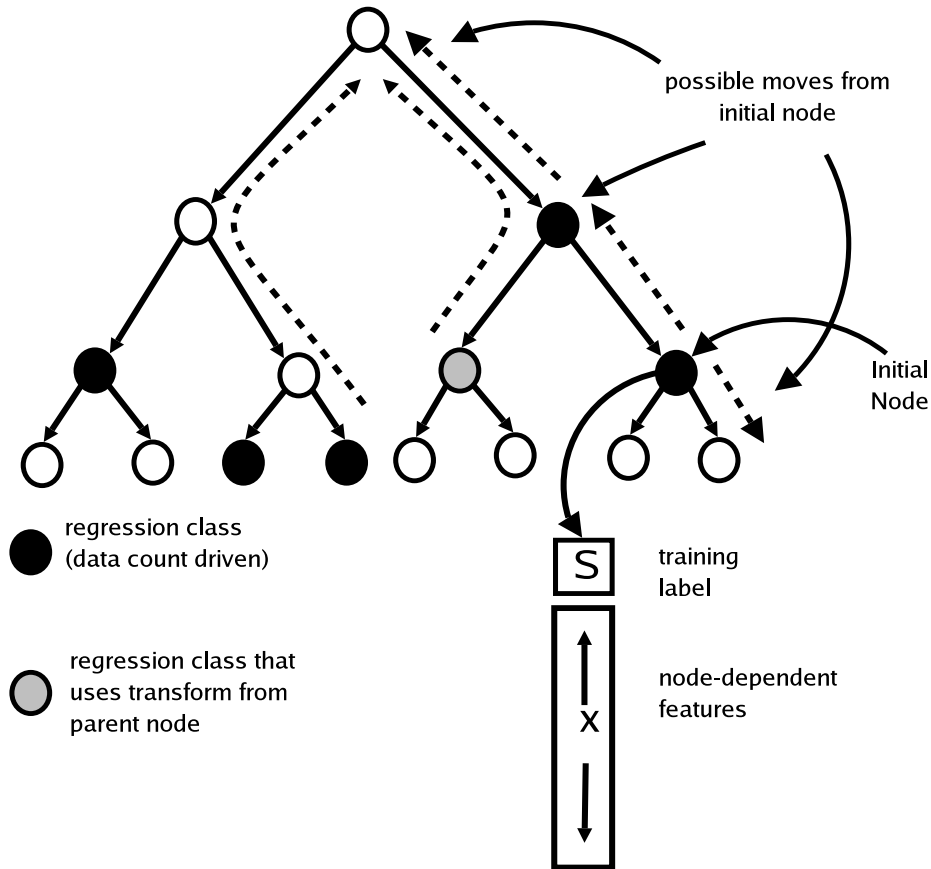 possible moves from
initial node
Initial
Node
regression class
(data count driven)
S
training
label
regression class that
uses transform from
parent node
node-dependent
features
x